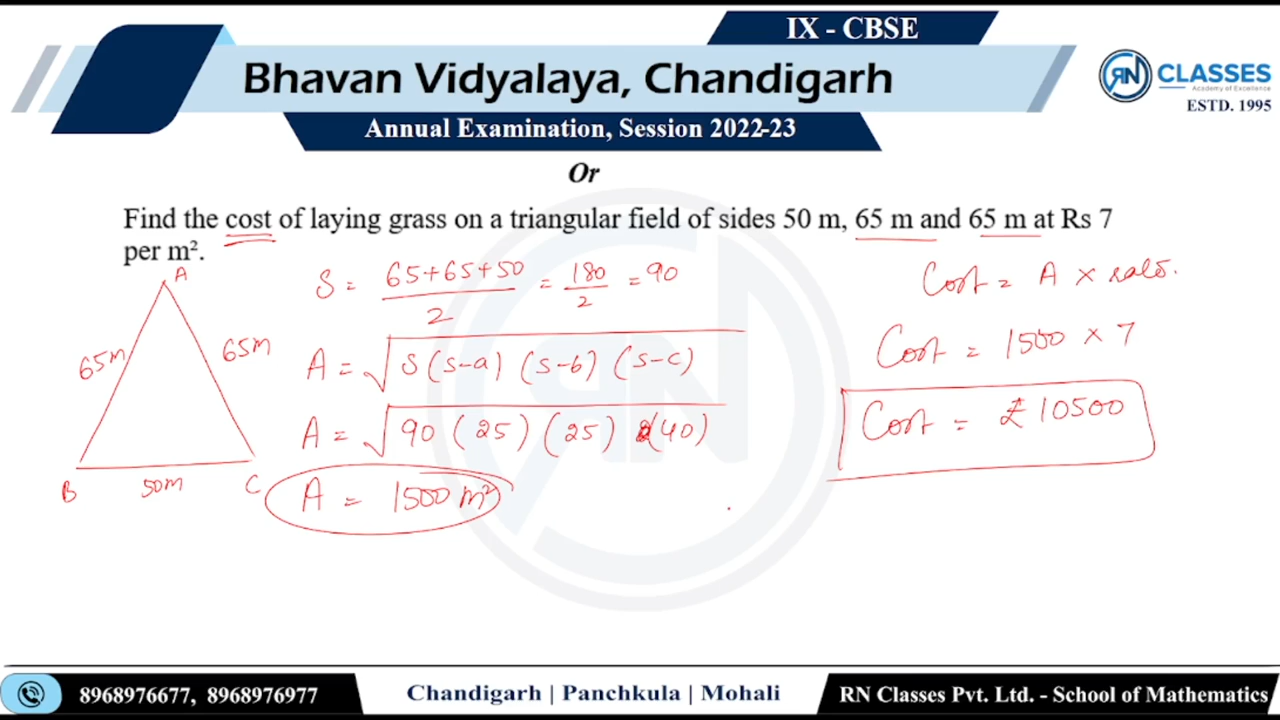 IX - CBSE
Bhavan Vidyalaya, Chandigarh
RN CLASSES
Academy of Excellence
ESTD. 1995
Annual Examination, Session 2022-23
Or
Find the cost of laying grass on a triangular field of sides 50 m, 65 m and 65 m at Rs 7
per m².
A
65m
65m
B
50m
C
S = 65+65+50 / 2 = 180 / 2 = 90
A = √S(s-a)(s-b)(s-c)
A = √90(25)(25)(40)
A = 1500 m²
Cost = A × rate.
Cost = 1500 × 7
Cost = ₹10500
8968976677, 8968976977
Chandigarh | Panchkula | Mohali
RN Classes Pvt. Ltd. - School of Mathematics